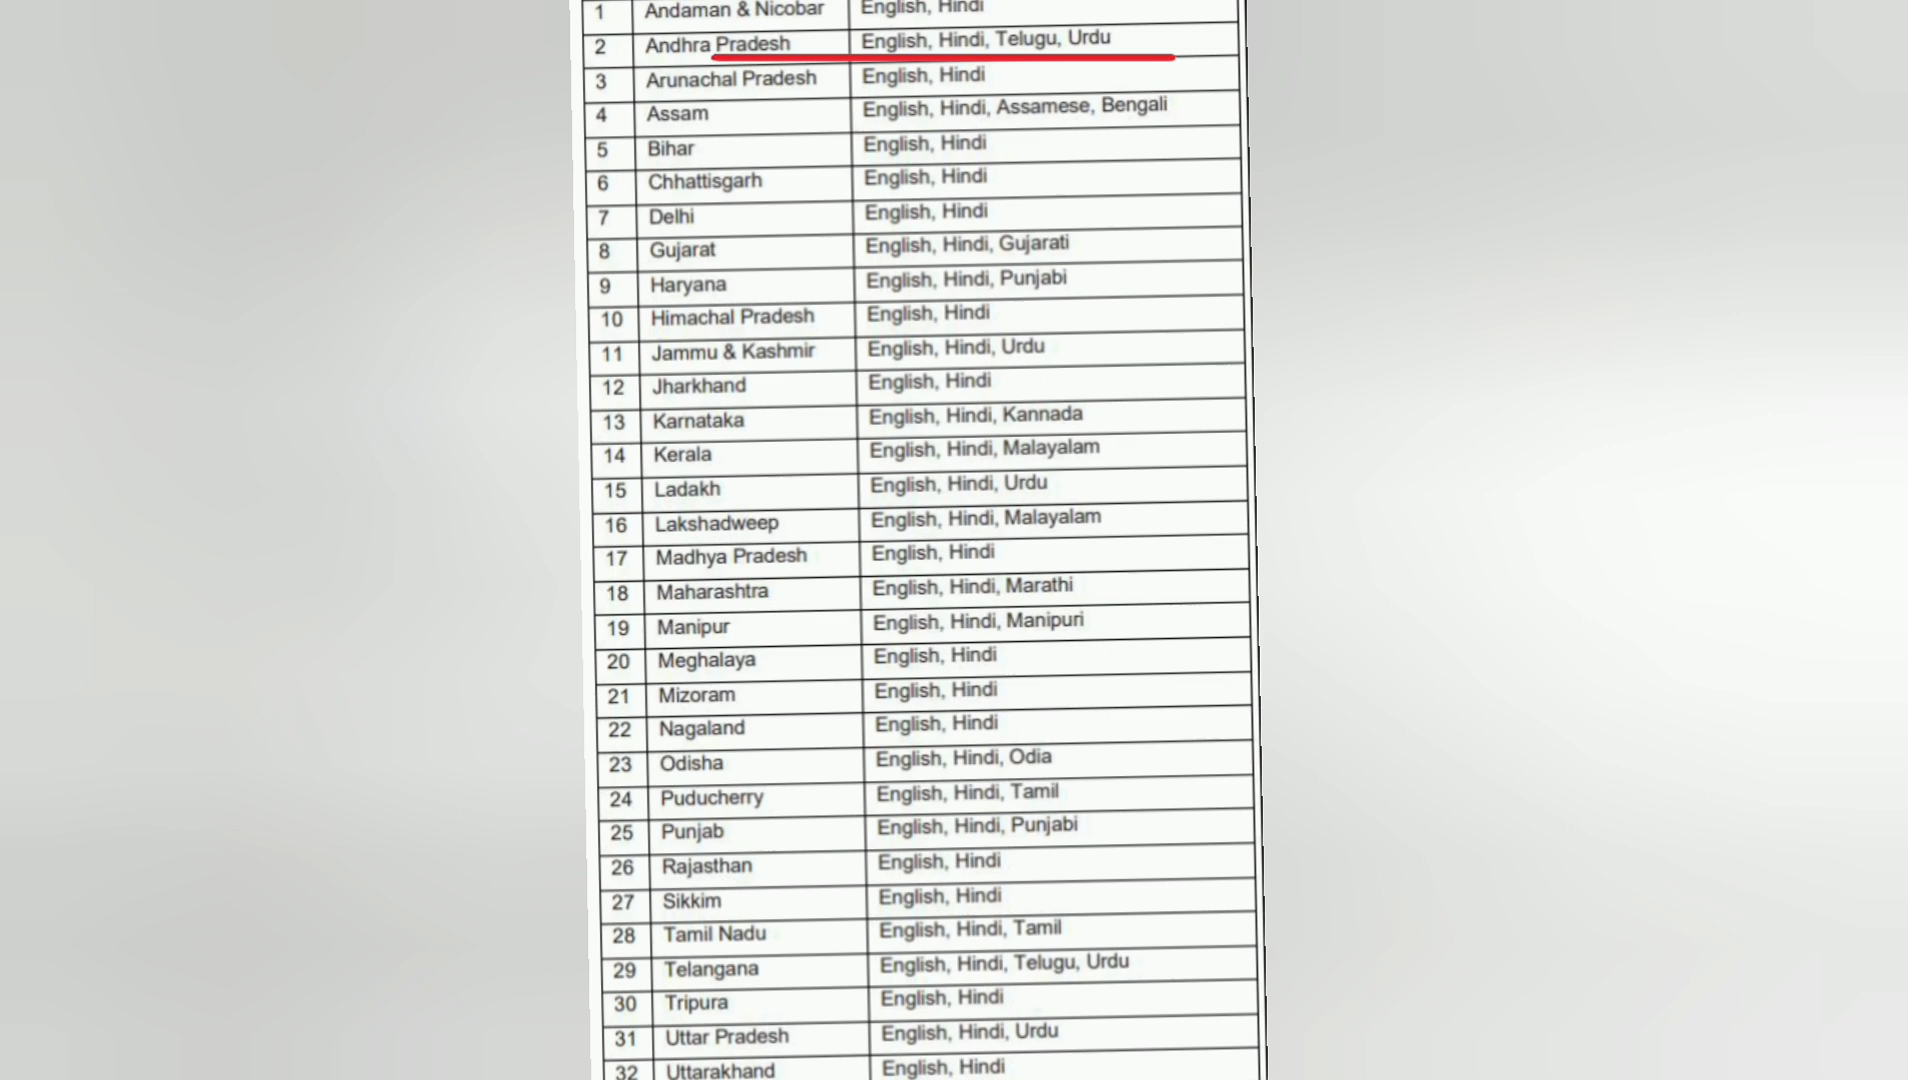 1 Andaman & Nicobar English, Hindi
2 Andhra Pradesh English, Hindi, Telugu, Urdu
3 Arunachal Pradesh English, Hindi
4 Assam English, Hindi, Assamese, Bengali
5 Bihar English, Hindi
6 Chhattisgarh English, Hindi
7 Delhi English, Hindi
8 Gujarat English, Hindi, Gujarati
9 Haryana English, Hindi, Punjabi
10 Himachal Pradesh English, Hindi
11 Jammu & Kashmir English, Hindi, Urdu
12 Jharkhand English, Hindi
13 Karnataka English, Hindi, Kannada
14 Kerala English, Hindi, Malayalam
15 Ladakh English, Hindi, Urdu
16 Lakshadweep English, Hindi, Malayalam
17 Madhya Pradesh English, Hindi
18 Maharashtra English, Hindi, Marathi
19 Manipur English, Hindi, Manipuri
20 Meghalaya English, Hindi
21 Mizoram English, Hindi
22 Nagaland English, Hindi
23 Odisha English, Hindi, Odia
24 Puducherry English, Hindi, Tamil
25 Punjab English, Hindi, Punjabi
26 Rajasthan English, Hindi
27 Sikkim English, Hindi
28 Tamil Nadu English, Hindi, Tamil
29 Telangana English, Hindi, Telugu, Urdu
30 Tripura English, Hindi
31 Uttar Pradesh English, Hindi, Urdu
32 Uttarakhand English, Hindi